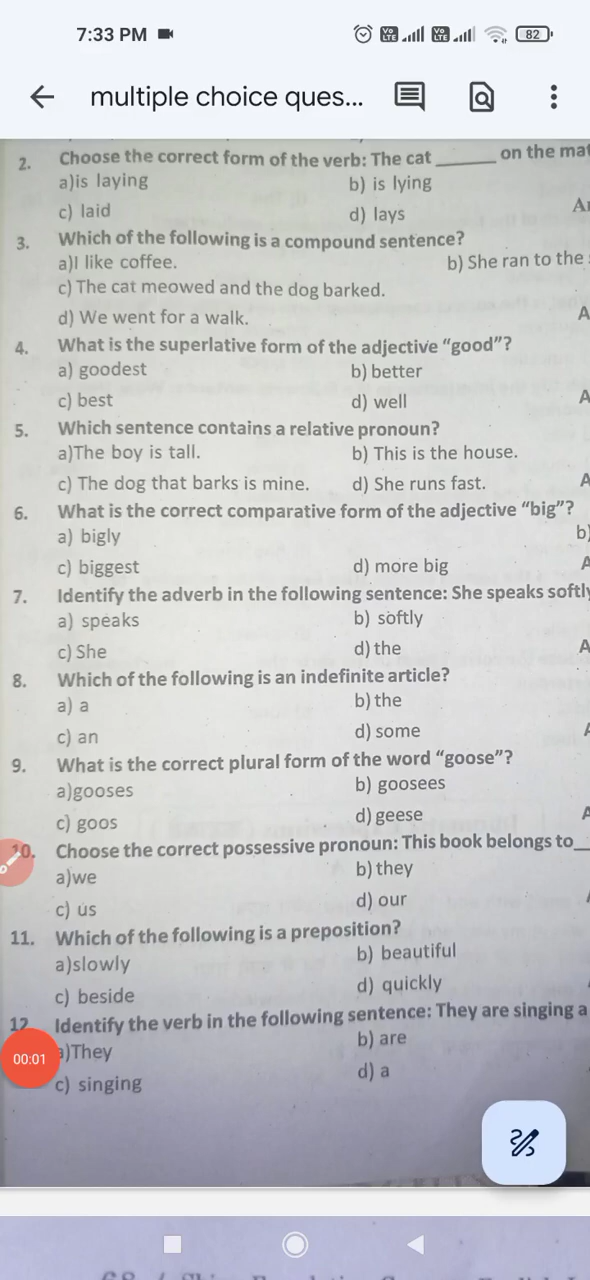 7:33 PM
Vo LTE Vo LTE 82
multiple choice ques...
2. Choose the correct form of the verb: The cat ______ on the mat
a)is laying b) is lying
c) laid d) lays
3. Which of the following is a compound sentence?
a)I like coffee. b) She ran to the
c) The cat meowed and the dog barked.
d) We went for a walk. A
4. What is the superlative form of the adjective “good”?
a) goodest b) better
c) best d) well A
5. Which sentence contains a relative pronoun?
a)The boy is tall. b) This is the house.
c) The dog that barks is mine. d) She runs fast. A
6. What is the correct comparative form of the adjective “big”?
a) bigly b)
c) biggest d) more big A
7. Identify the adverb in the following sentence: She speaks softly
a) speaks b) softly
c) She d) the A
8. Which of the following is an indefinite article?
a) a b) the
c) an d) some
9. What is the correct plural form of the word “goose”?
a)gooses b) goosees
c) goos d) geese A
10. Choose the correct possessive pronoun: This book belongs to_
a)we b) they
c) us d) our
11. Which of the following is a preposition?
a)slowly b) beautiful
c) beside d) quickly
12 Identify the verb in the following sentence: They are singing a
a)They b) are
c) singing d) a
00:01